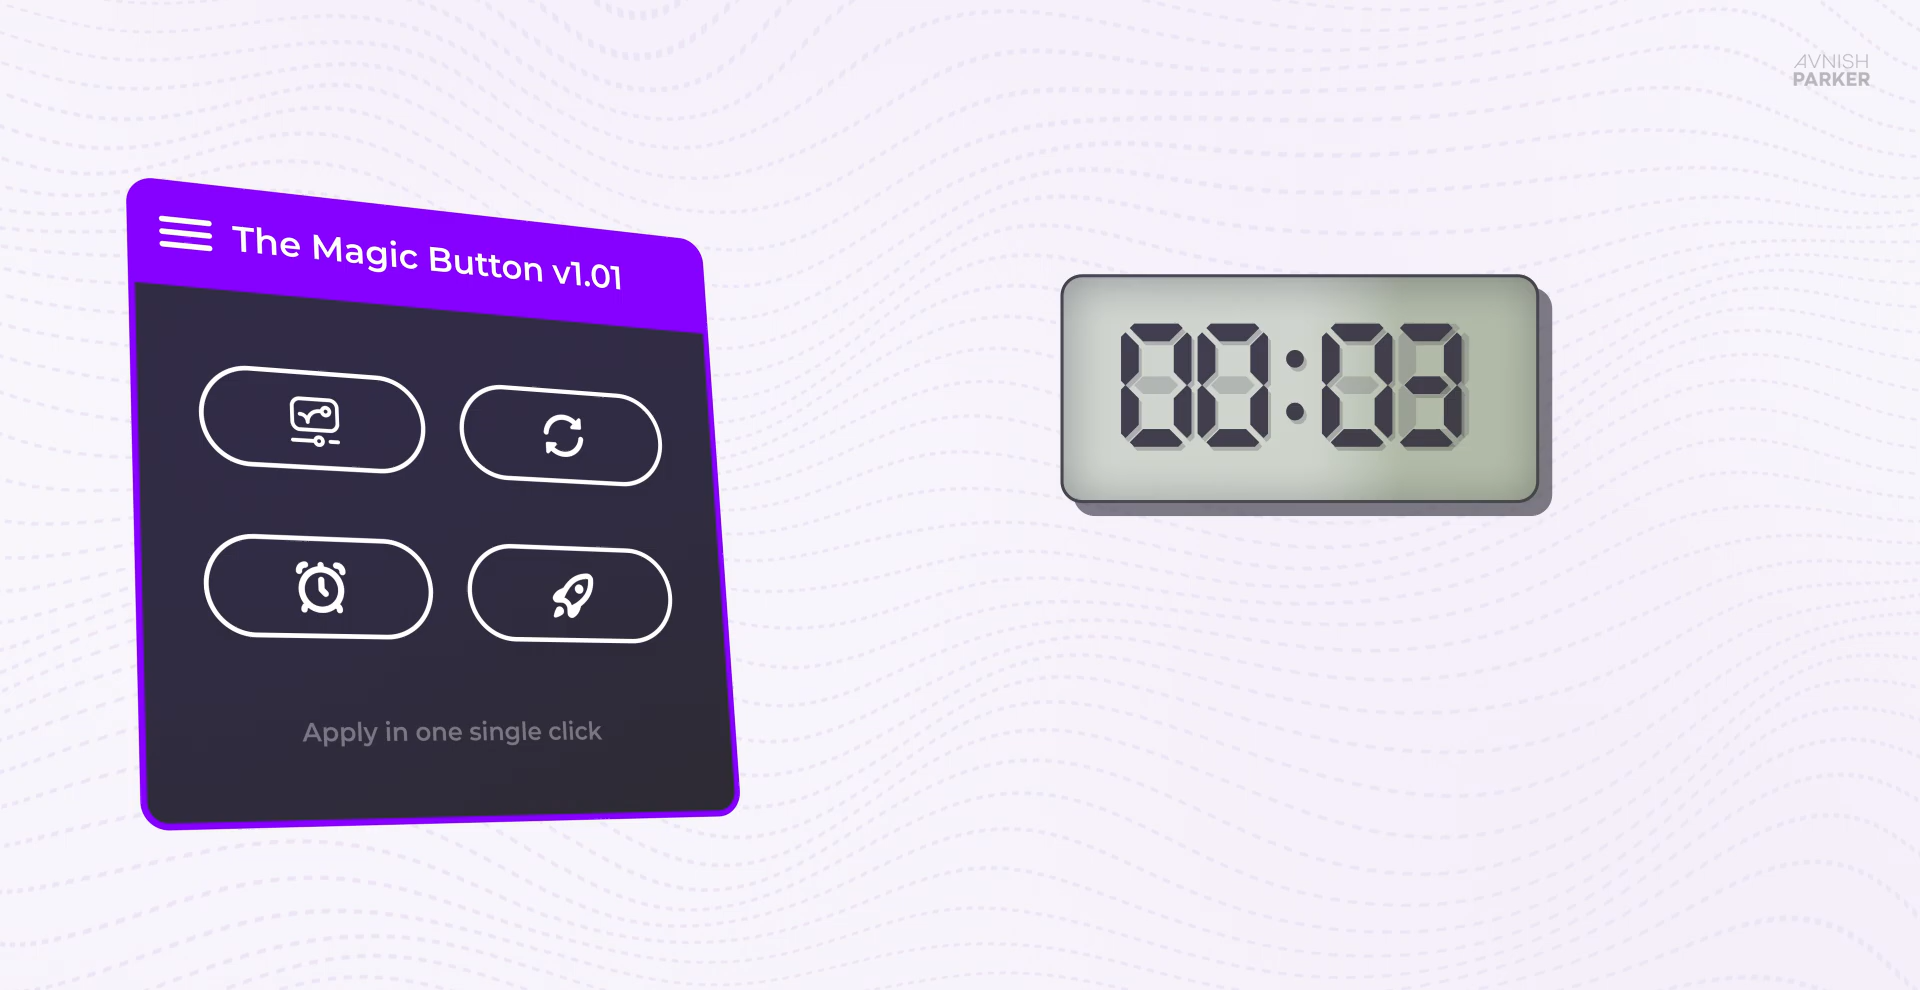 AVNISH
PARKER
The Magic Button v1.01
00:03
Apply in one single click